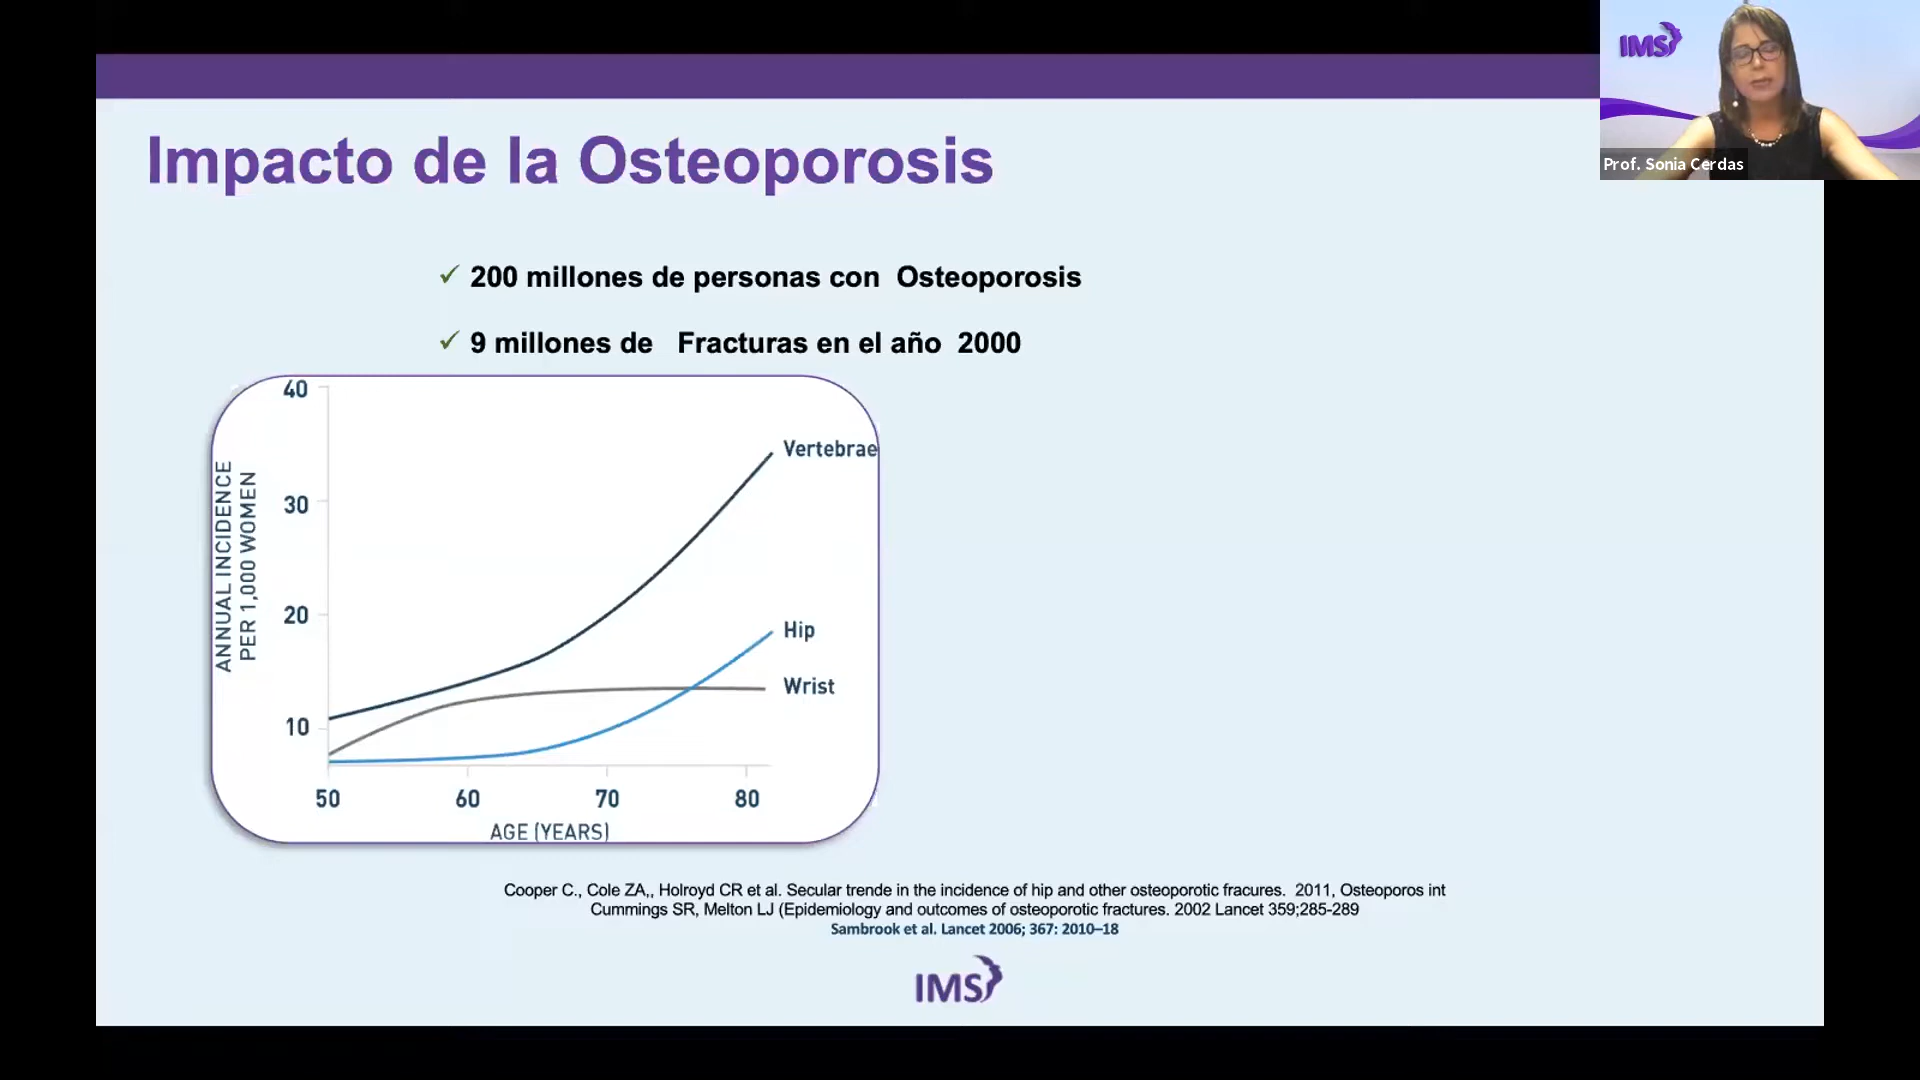 IMS
Prof. Sonia Cerdas
Impacto de la Osteoporosis
✓ 200 millones de personas con Osteoporosis
✓ 9 millones de Fracturas en el año 2000
ANNUAL INCIDENCE
PER 1,000 WOMEN
40
30
20
10
Vertebrae
Hip
Wrist
50 60 70 80
AGE (YEARS)
Cooper C., Cole ZA,, Holroyd CR et al. Secular trende in the incidence of hip and other osteoporotic fracures. 2011, Osteoporos int
Cummings SR, Melton LJ (Epidemiology and outcomes of osteoporotic fractures. 2002 Lancet 359;285-289
Sambrook et al. Lancet 2006; 367: 2010–18
IMS